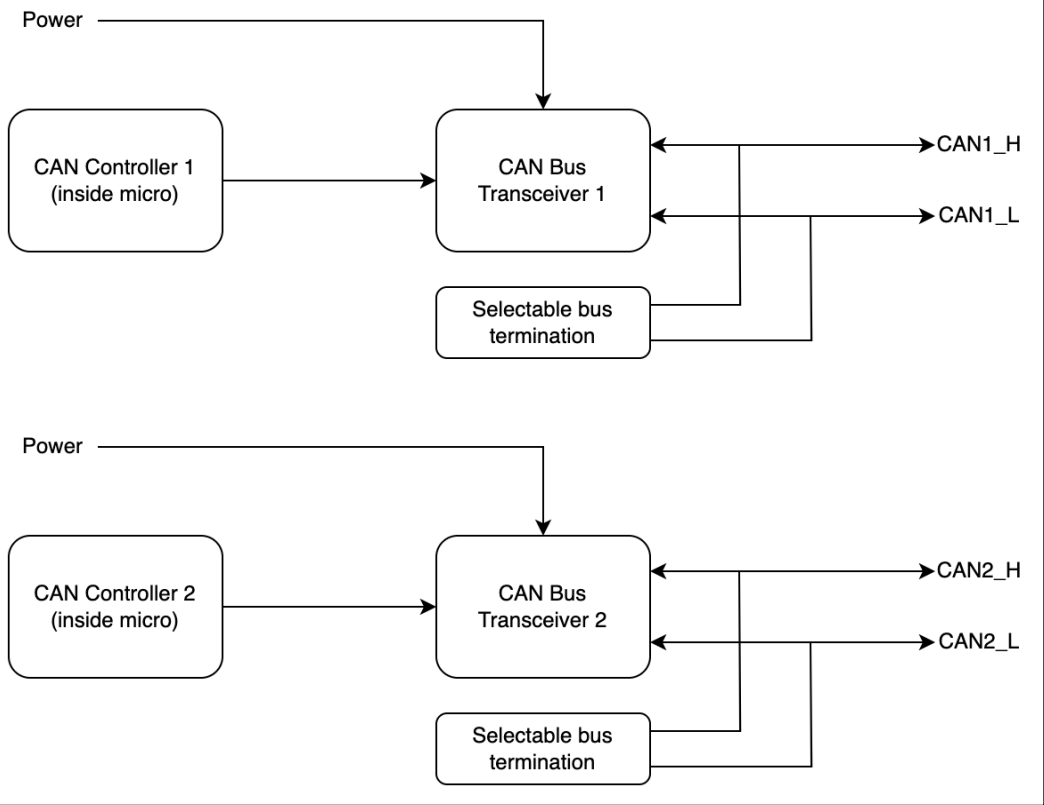 Power
CAN Controller 1
(inside micro)
CAN Bus
Transceiver 1
CAN1_H
CAN1_L
Selectable bus
termination
Power
CAN Controller 2
(inside micro)
CAN Bus
Transceiver 2
CAN2_H
CAN2_L
Selectable bus
termination